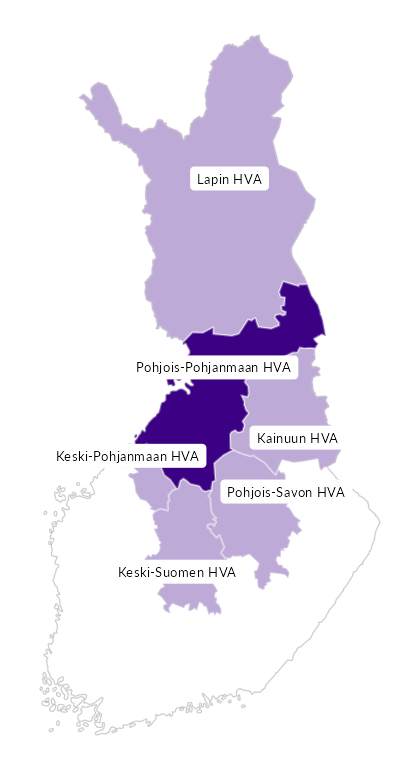 Lapin HVA
Pohjois-Pohjanmaan HVA
Kainuun HVA
Keski-Pohjanmaan HVA
Pohjois-Savon HVA
Keski-Suomen HVA